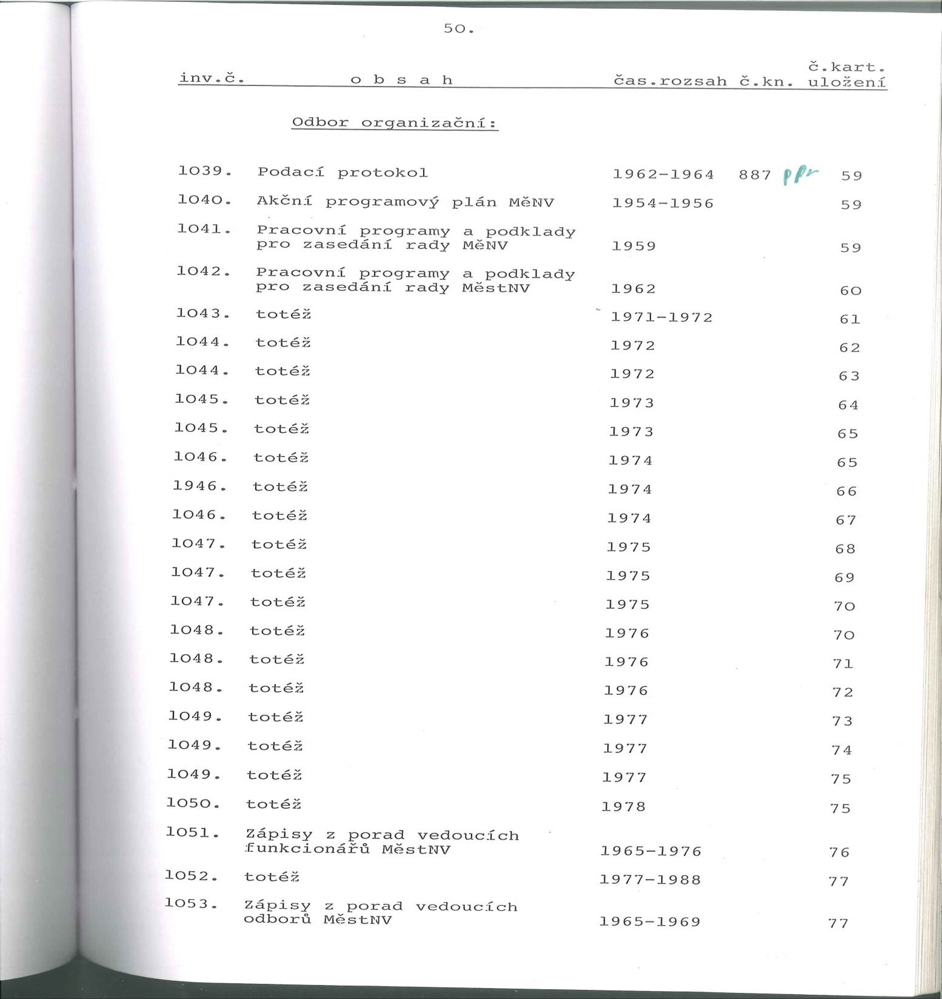 50.
č.kart.
inv.č. o b s a h čas.rozsah č.kn. uložení
Odbor organizační:
1039. Podací protokol 1962-1964 887 ppr 59
1040. Akční programový plán MěNV 1954-1956 59
1041. Pracovní programy a podklady
pro zasedání rady MěNV 1959 59
1042. Pracovní programy a podklady
pro zasedání rady MěstNV 1962 60
1043. totéž 1971-1972 61
1044. totéž 1972 62
1044. totéž 1972 63
1045. totéž 1973 64
1045. totéž 1973 65
1046. totéž 1974 65
1946. totéž 1974 66
1046. totéž 1974 67
1047. totéž 1975 68
1047. totéž 1975 69
1047. totéž 1975 70
1048. totéž 1976 70
1048. totéž 1976 71
1048. totéž 1976 72
1049. totéž 1977 73
1049. totéž 1977 74
1049. totéž 1977 75
1050. totéž 1978 75
1051. Zápisy z porad vedoucích
funkcionářů MěstNV 1965-1976 76
1052. totéž 1977-1988 77
1053. Zápisy z porad vedoucích
odborů MěstNV 1965-1969 77